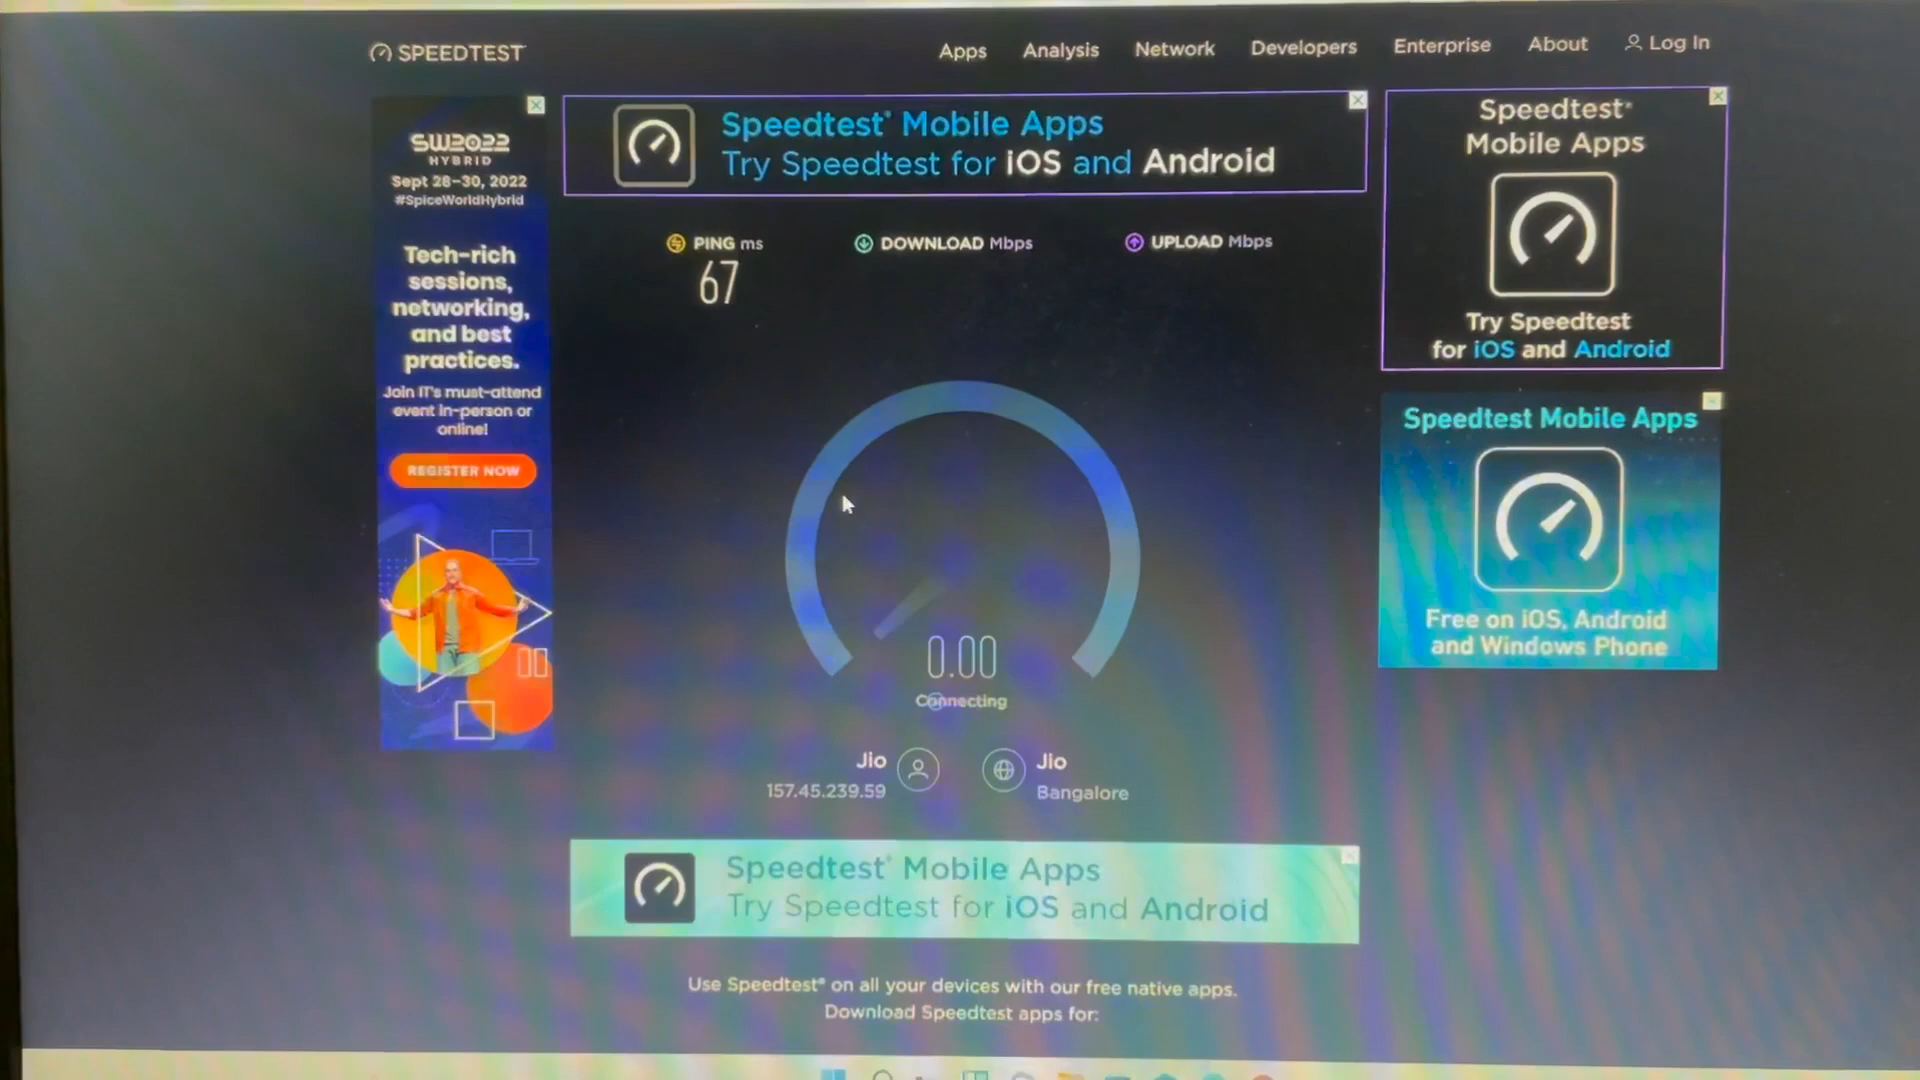 SPEEDTEST
Apps Analysis Network Developers Enterprise About Log In
SW2022
HYBRID
Sept 28-30, 2022
#SpiceWorldHybrid
Tech-rich
sessions,
networking,
and best
practices.
Join IT's must-attend
event in-person or
online!
REGISTER NOW
Speedtest® Mobile Apps
Try Speedtest for iOS and Android
PING ms
67
DOWNLOAD Mbps
UPLOAD Mbps
0.00
Connecting
Jio
157.45.239.59
Jio
Bangalore
Speedtest®
Mobile Apps
Try Speedtest
for iOS and Android
Speedtest Mobile Apps
Free on iOS, Android
and Windows Phone
Speedtest® Mobile Apps
Try Speedtest for iOS and Android
Use Speedtest® on all your devices with our free native apps.
Download Speedtest apps for: